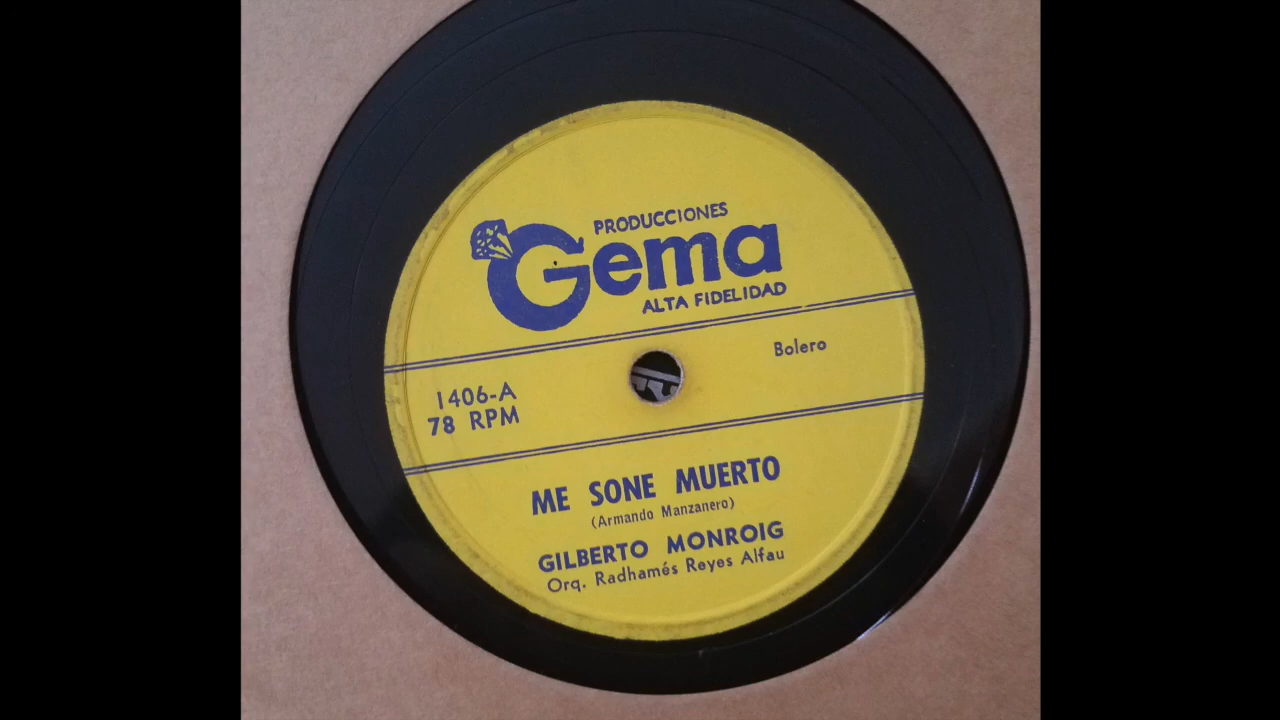 PRODUCCIONES
Gema
ALTA FIDELIDAD
Bolero
1406-A
78 RPM
ME SONE MUERTO
(Armando Manzanero)
GILBERTO MONROIG
Orq. Radhamés Reyes Alfau